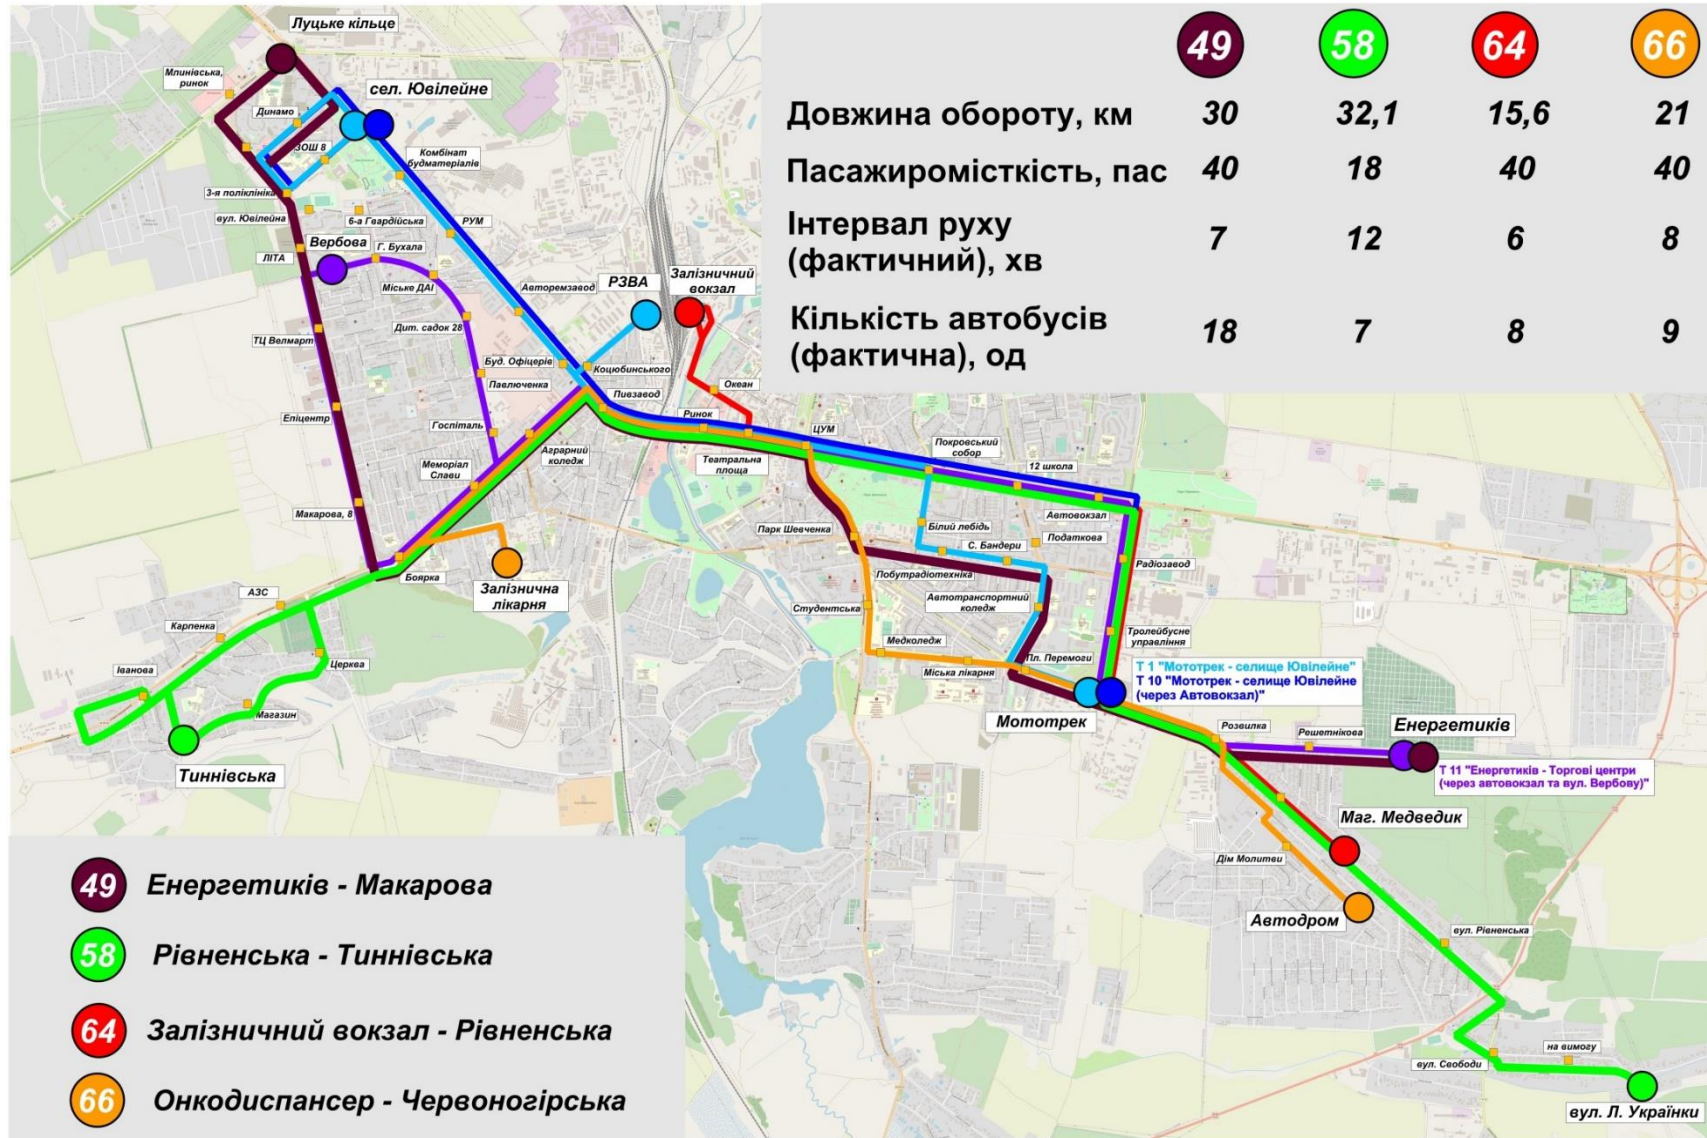 49 58 64 66
Довжина обороту, км 30 32,1 15,6 21
Пасажиромісткість, пас 40 18 40 40
Інтервал руху
(фактичний), хв 7 12 6 8
Кількість автобусів
(фактична), од 18 7 8 9
Луцьке кільце
Млинівська,
ринок
сел. Ювілейне
Динамо
ЗОШ 8
Комбінат
будматеріалів
3-я поліклініка
вул. Ювілейна
6-а Гвардійська
РУМ
Вербова
Г. Бухала
ЛІТА
Міське ДАІ
Авторемзавод
РЗВА
Залізничний
вокзал
Дит. садок 28
ТЦ Велмарт
Буд. Офіцерів
Павлюченка
Коцюбинського
Океан
Пивзавод
Ринок
ЦУМ
Епіцентр
Госпіталь
Аграрний
коледж
Театральна
площа
Покровський
собор
12 школа
Меморіал
Слави
Макарова, 8
Автовокзал
Парк Шевченка
Білий лебідь
Податкова
С. Бандери
Радіозавод
Боярка
Залізнична
лікарня
Побутрадіотехніка
АЗС
Студентська
Автотранспортний
коледж
Карпенка
Тролейбусне
управління
Медколедж
Іванова
Церква
Міська лікарня
Пл. Перемоги
Т 1 "Мототрек - селище Ювілейне"
Т 10 "Мототрек - селище Ювілейне
(через Автовокзал)"
Магазин
Мототрек
Розвилка
Решетнікова
Енергетиків
Тиннівська
Т 11 "Енергетиків - Торгові центри
(через автовокзал та вул. Вербову)"
Маг. Медведик
Дім Молитви
Автодром
вул. Рівненська
на вимогу
вул. Свободи
вул. Л. Українки
49 Енергетиків - Макарова
58 Рівненська - Тиннівська
64 Залізничний вокзал - Рівненська
66 Онкодиспансер - Червоногірська